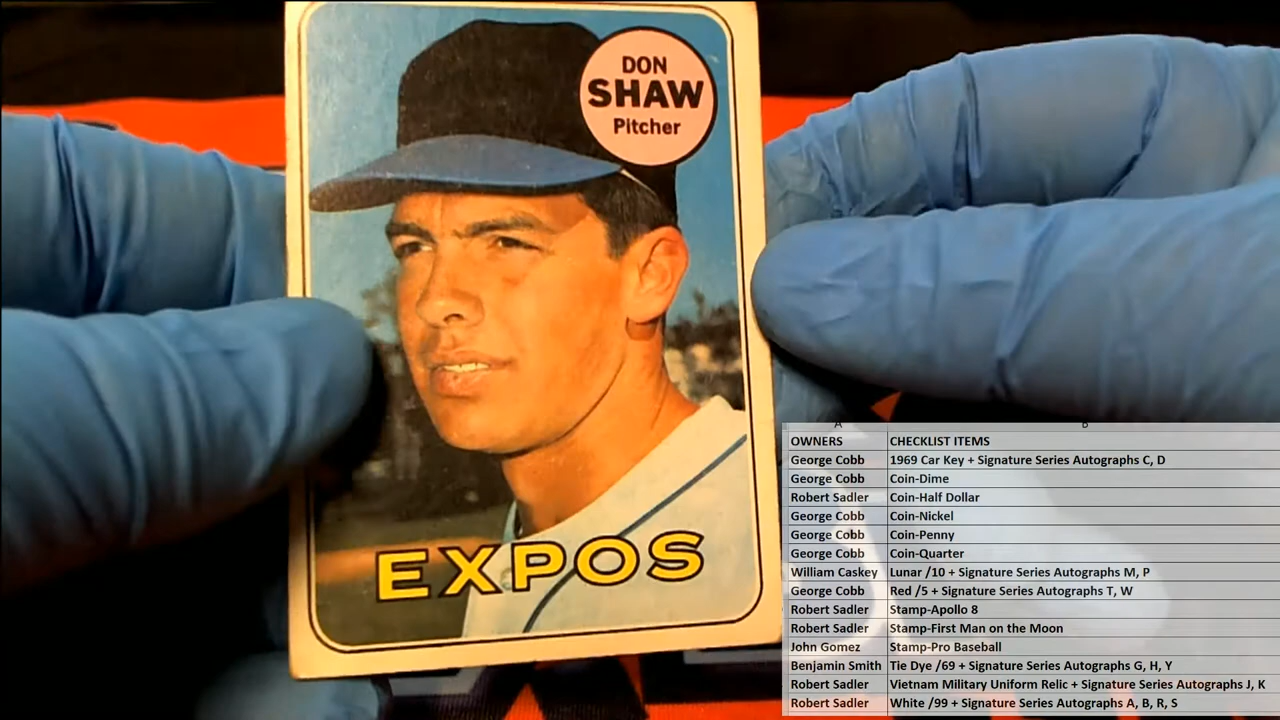 DON
SHAW
Pitcher
EXPOS
A B
OWNERS CHECKLIST ITEMS
George Cobb 1969 Car Key + Signature Series Autographs C, D
George Cobb Coin-Dime
Robert Sadler Coin-Half Dollar
George Cobb Coin-Nickel
George Cobb Coin-Penny
George Cobb Coin-Quarter
William Caskey Lunar /10 + Signature Series Autographs M, P
George Cobb Red /5 + Signature Series Autographs T, W
Robert Sadler Stamp-Apollo 8
Robert Sadler Stamp-First Man on the Moon
John Gomez Stamp-Pro Baseball
Benjamin Smith Tie Dye /69 + Signature Series Autographs G, H, Y
Robert Sadler Vietnam Military Uniform Relic + Signature Series Autographs J, K
Robert Sadler White /99 + Signature Series Autographs A, B, R, S